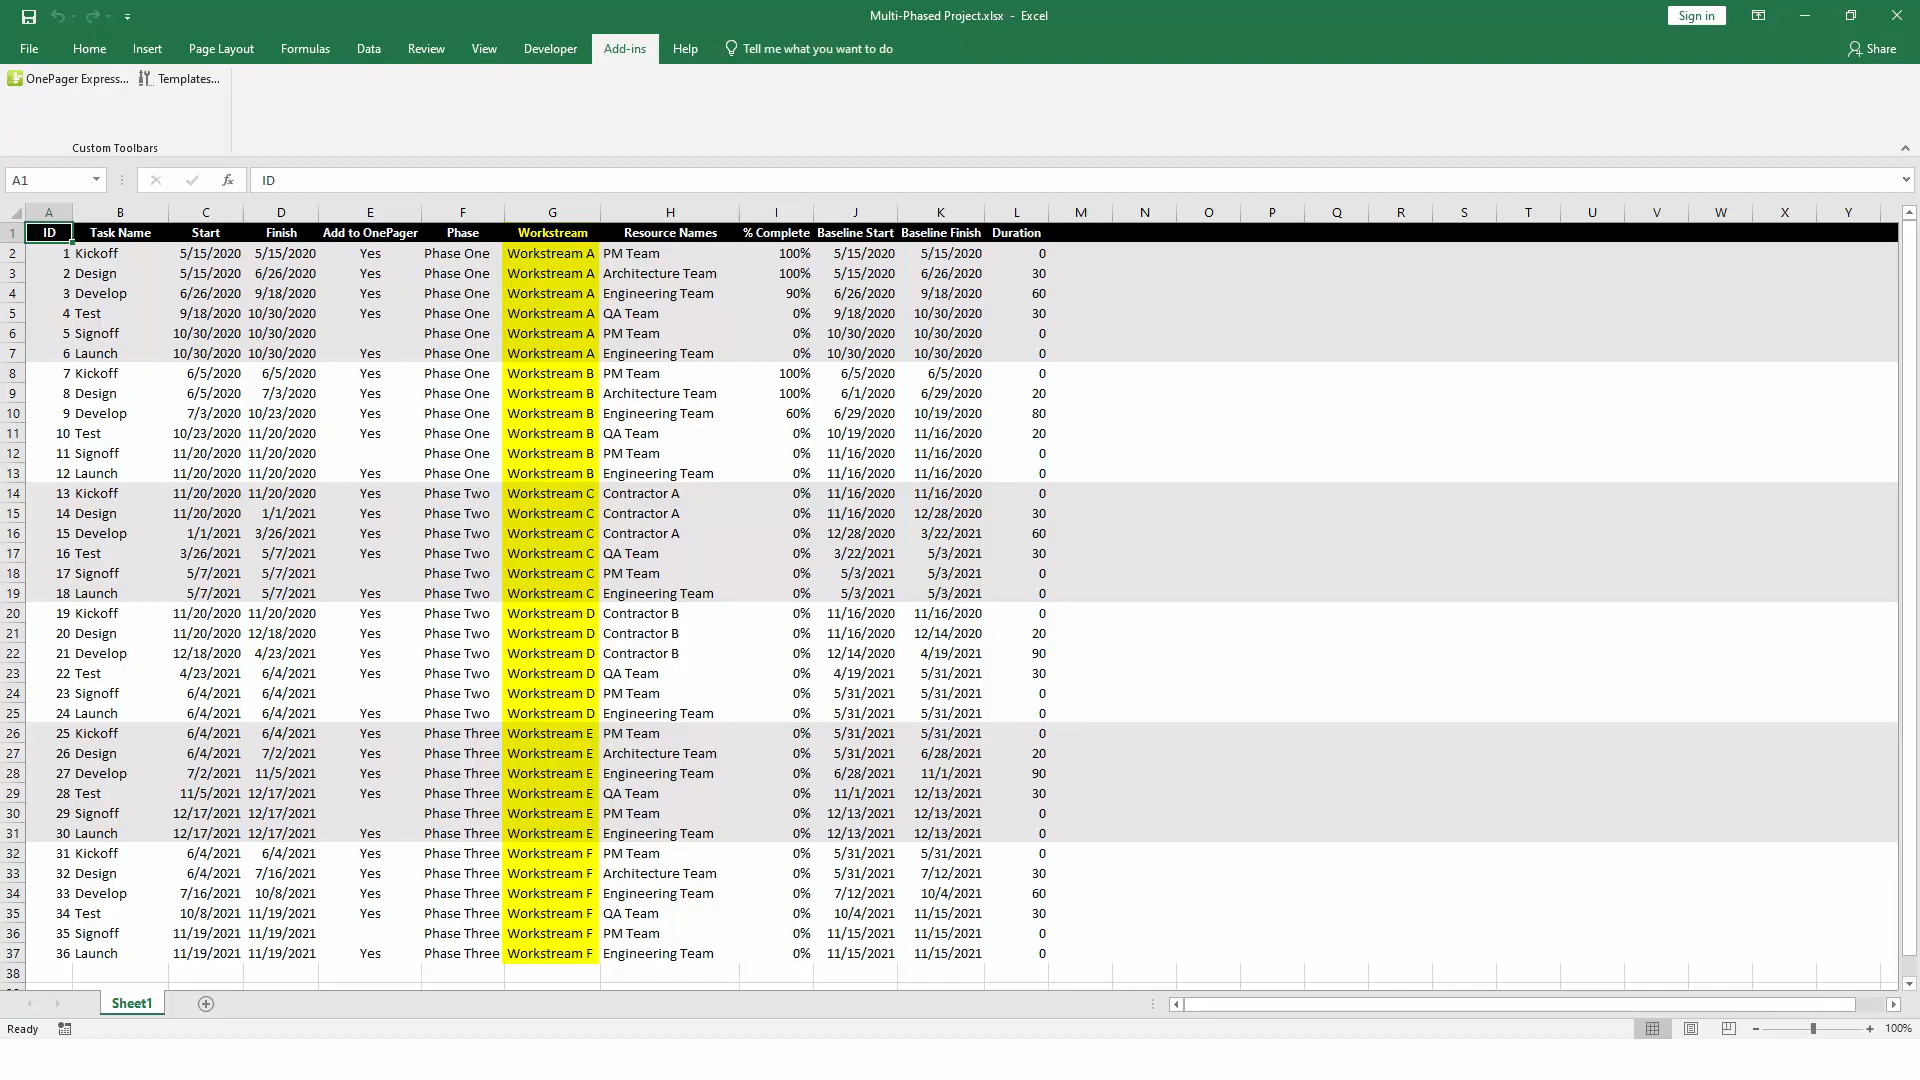 Multi-Phased Project.xlsx - Excel
Sign in
File Home Insert Page Layout Formulas Data Review View Developer Add-ins Help Tell me what you want to do Share
OnePager Express... Templates...
Custom Toolbars
A1 fx ID
A B C D E F G H I J K L M N O P Q R S T U V W X Y
1 ID Task Name Start Finish Add to OnePager Phase Workstream Resource Names % Complete Baseline Start Baseline Finish Duration
2 1 Kickoff 5/15/2020 5/15/2020 Yes Phase One Workstream A PM Team 100% 5/15/2020 5/15/2020 0
3 2 Design 5/15/2020 6/26/2020 Yes Phase One Workstream A Architecture Team 100% 5/15/2020 6/26/2020 30
4 3 Develop 6/26/2020 9/18/2020 Yes Phase One Workstream A Engineering Team 90% 6/26/2020 9/18/2020 60
5 4 Test 9/18/2020 10/30/2020 Yes Phase One Workstream A QA Team 0% 9/18/2020 10/30/2020 30
6 5 Signoff 10/30/2020 10/30/2020 Phase One Workstream A PM Team 0% 10/30/2020 10/30/2020 0
7 6 Launch 10/30/2020 10/30/2020 Yes Phase One Workstream A Engineering Team 0% 10/30/2020 10/30/2020 0
8 7 Kickoff 6/5/2020 6/5/2020 Yes Phase One Workstream B PM Team 100% 6/5/2020 6/5/2020 0
9 8 Design 6/5/2020 7/3/2020 Yes Phase One Workstream B Architecture Team 100% 6/1/2020 6/29/2020 20
10 9 Develop 7/3/2020 10/23/2020 Yes Phase One Workstream B Engineering Team 60% 6/29/2020 10/19/2020 80
11 10 Test 10/23/2020 11/20/2020 Yes Phase One Workstream B QA Team 0% 10/19/2020 11/16/2020 20
12 11 Signoff 11/20/2020 11/20/2020 Phase One Workstream B PM Team 0% 11/16/2020 11/16/2020 0
13 12 Launch 11/20/2020 11/20/2020 Yes Phase One Workstream B Engineering Team 0% 11/16/2020 11/16/2020 0
14 13 Kickoff 11/20/2020 11/20/2020 Yes Phase Two Workstream C Contractor A 0% 11/16/2020 11/16/2020 0
15 14 Design 11/20/2020 1/1/2021 Yes Phase Two Workstream C Contractor A 0% 11/16/2020 12/28/2020 30
16 15 Develop 1/1/2021 3/26/2021 Yes Phase Two Workstream C Contractor A 0% 12/28/2020 3/22/2021 60
17 16 Test 3/26/2021 5/7/2021 Yes Phase Two Workstream C QA Team 0% 3/22/2021 5/3/2021 30
18 17 Signoff 5/7/2021 5/7/2021 Phase Two Workstream C PM Team 0% 5/3/2021 5/3/2021 0
19 18 Launch 5/7/2021 5/7/2021 Yes Phase Two Workstream C Engineering Team 0% 5/3/2021 5/3/2021 0
20 19 Kickoff 11/20/2020 11/20/2020 Yes Phase Two Workstream D Contractor B 0% 11/16/2020 11/16/2020 0
21 20 Design 11/20/2020 12/18/2020 Yes Phase Two Workstream D Contractor B 0% 11/16/2020 12/14/2020 20
22 21 Develop 12/18/2020 4/23/2021 Yes Phase Two Workstream D Contractor B 0% 12/14/2020 4/19/2021 90
23 22 Test 4/23/2021 6/4/2021 Yes Phase Two Workstream D QA Team 0% 4/19/2021 5/31/2021 30
24 23 Signoff 6/4/2021 6/4/2021 Phase Two Workstream D PM Team 0% 5/31/2021 5/31/2021 0
25 24 Launch 6/4/2021 6/4/2021 Yes Phase Two Workstream D Engineering Team 0% 5/31/2021 5/31/2021 0
26 25 Kickoff 6/4/2021 6/4/2021 Yes Phase Three Workstream E PM Team 0% 5/31/2021 5/31/2021 0
27 26 Design 6/4/2021 7/2/2021 Yes Phase Three Workstream E Architecture Team 0% 5/31/2021 6/28/2021 20
28 27 Develop 7/2/2021 11/5/2021 Yes Phase Three Workstream E Engineering Team 0% 6/28/2021 11/1/2021 90
29 28 Test 11/5/2021 12/17/2021 Yes Phase Three Workstream E QA Team 0% 11/1/2021 12/13/2021 30
30 29 Signoff 12/17/2021 12/17/2021 Phase Three Workstream E PM Team 0% 12/13/2021 12/13/2021 0
31 30 Launch 12/17/2021 12/17/2021 Yes Phase Three Workstream E Engineering Team 0% 12/13/2021 12/13/2021 0
32 31 Kickoff 6/4/2021 6/4/2021 Yes Phase Three Workstream F PM Team 0% 5/31/2021 5/31/2021 0
33 32 Design 6/4/2021 7/16/2021 Yes Phase Three Workstream F Architecture Team 0% 5/31/2021 7/12/2021 30
34 33 Develop 7/16/2021 10/8/2021 Yes Phase Three Workstream F Engineering Team 0% 7/12/2021 10/4/2021 60
35 34 Test 10/8/2021 11/19/2021 Yes Phase Three Workstream F QA Team 0% 10/4/2021 11/15/2021 30
36 35 Signoff 11/19/2021 11/19/2021 Phase Three Workstream F PM Team 0% 11/15/2021 11/15/2021 0
37 36 Launch 11/19/2021 11/19/2021 Yes Phase Three Workstream F Engineering Team 0% 11/15/2021 11/15/2021 0
38
Sheet1
Ready 100%